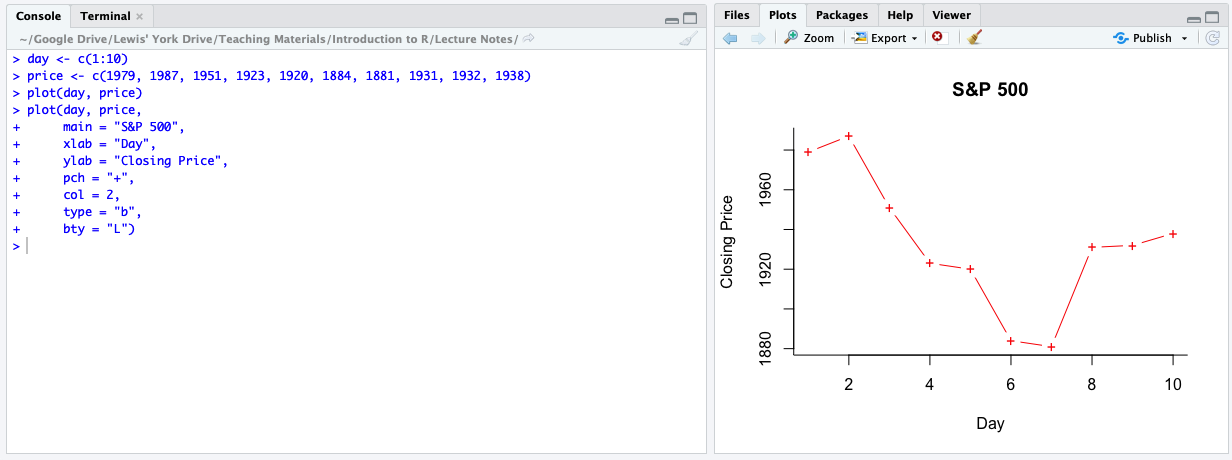 Console Terminal ×
~/Google Drive/Lewis' York Drive/Teaching Materials/Introduction to R/Lecture Notes/
> day <- c(1:10)
> price <- c(1979, 1987, 1951, 1923, 1920, 1884, 1881, 1931, 1932, 1938)
> plot(day, price)
> plot(day, price,
+ main = "S&P 500",
+ xlab = "Day",
+ ylab = "Closing Price",
+ pch = "+",
+ col = 2,
+ type = "b",
+ bty = "L")
>
Files Plots Packages Help Viewer
Zoom Export Publish
S&P 500
Closing Price
1960
1920
1880
2 4 6 8 10
Day